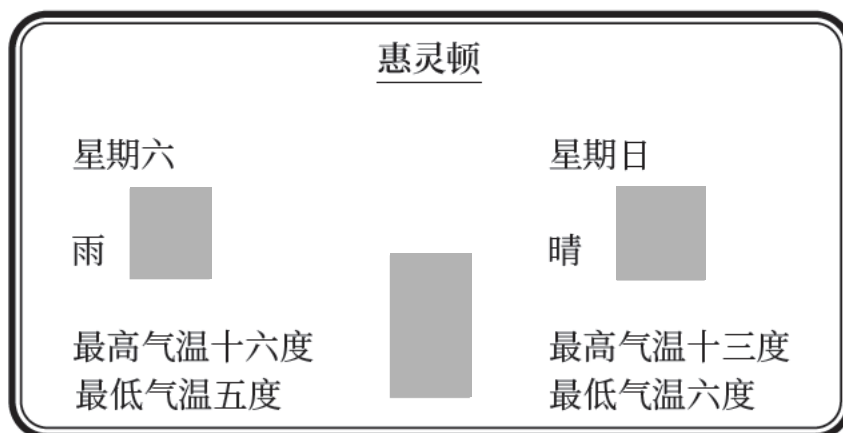 惠灵顿
星期六
雨
最高气温十六度
最低气温五度
星期日
晴
最高气温十三度
最低气温六度